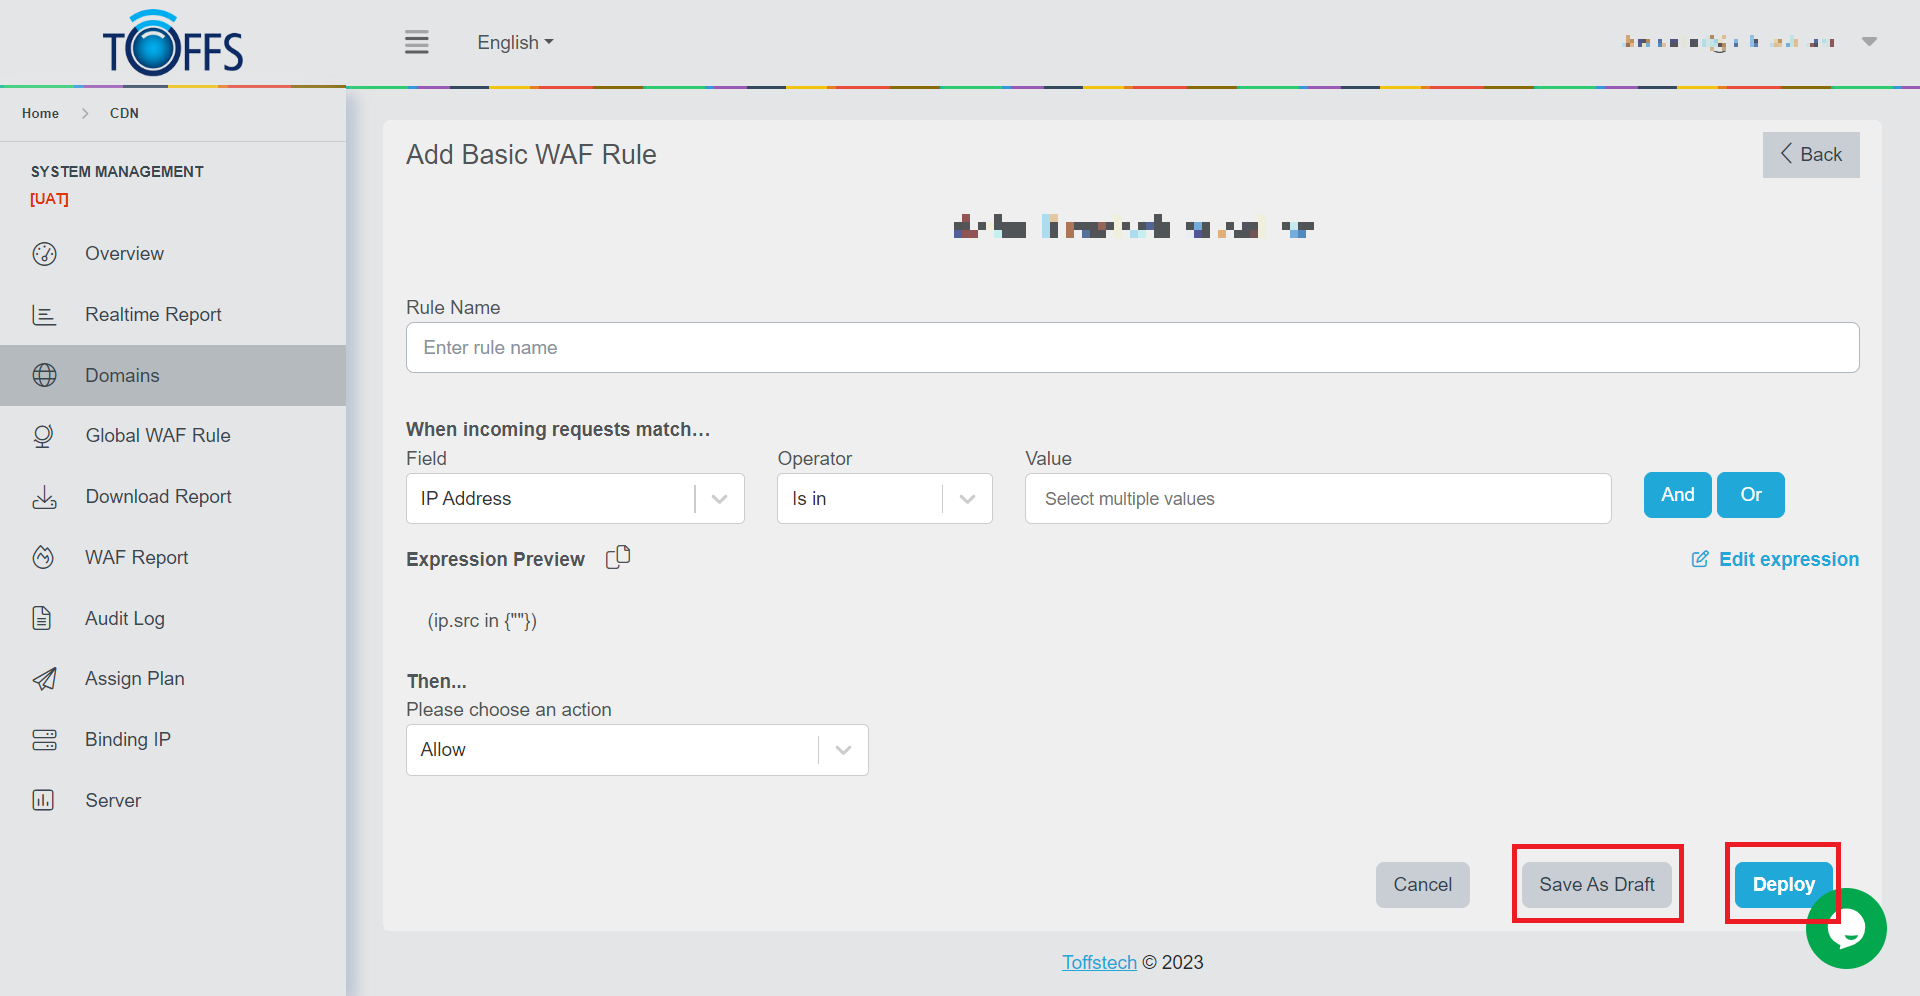 TOFFS
English
Home > CDN
SYSTEM MANAGEMENT
[UAT]
Overview
Realtime Report
Domains
Global WAF Rule
Download Report
WAF Report
Audit Log
Assign Plan
Binding IP
Server
Add Basic WAF Rule
Back
Rule Name
Enter rule name
When incoming requests match...
Field Operator Value
IP Address Is in Select multiple values And Or
Expression Preview Edit expression
(ip.src in {""})
Then...
Please choose an action
Allow
Cancel Save As Draft Deploy
Toffstech © 2023